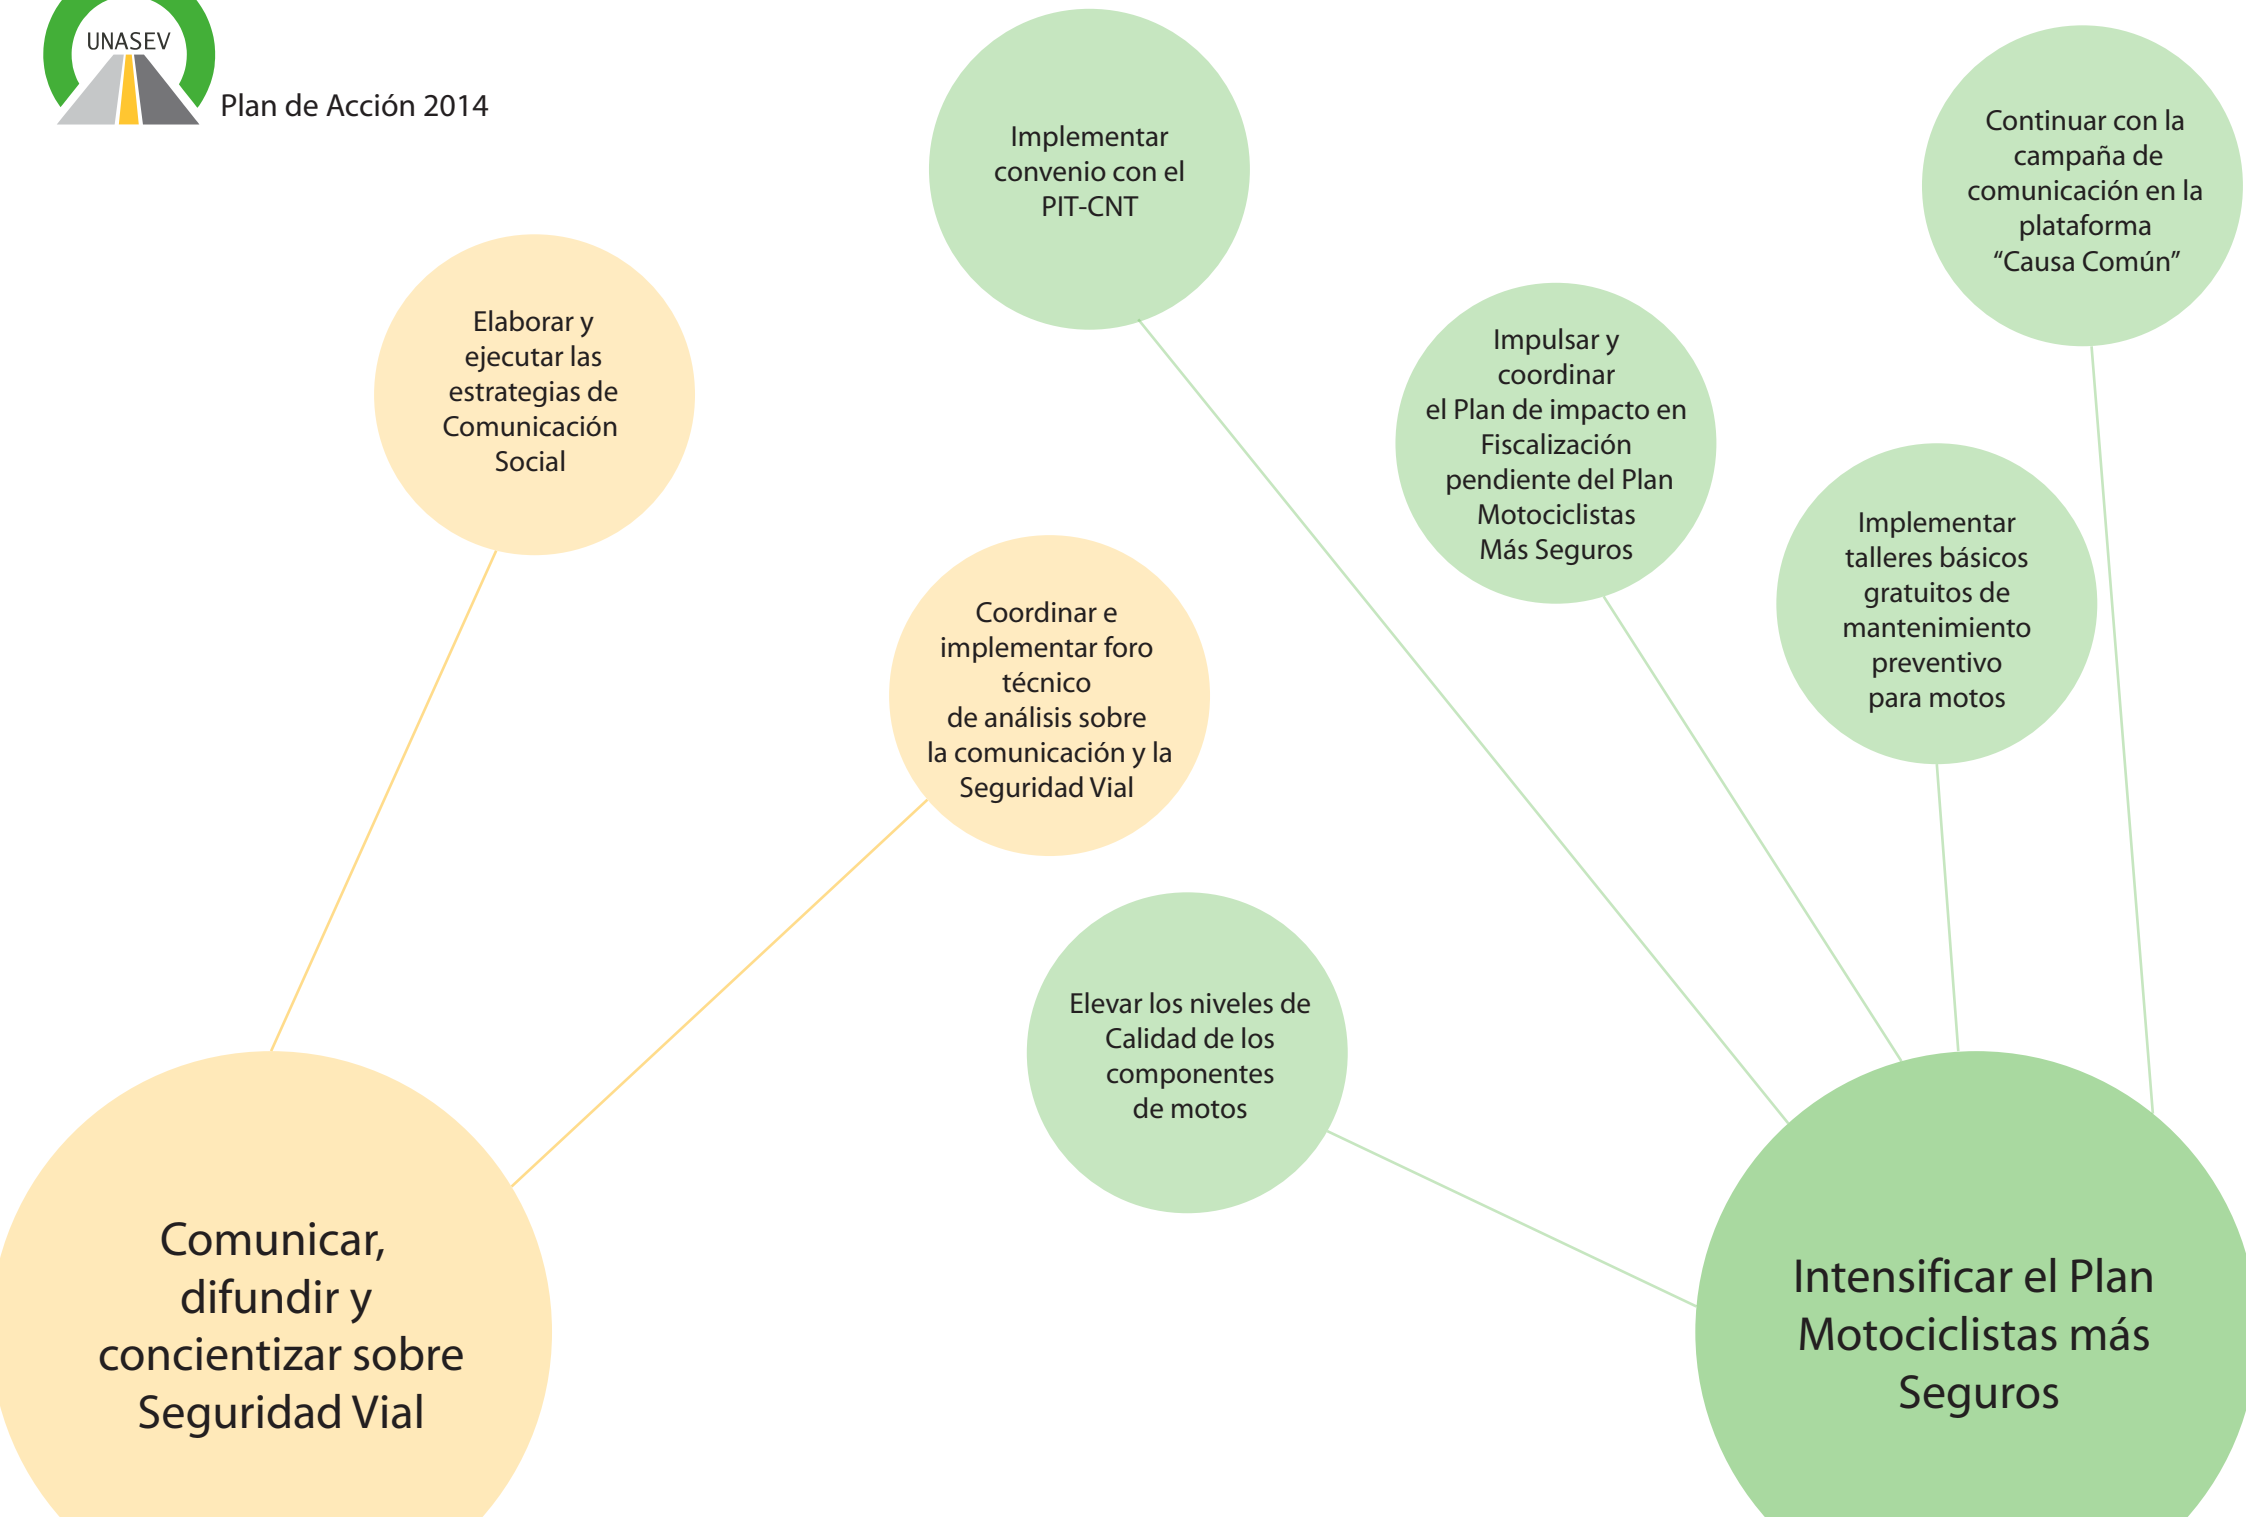 UNASEV
Plan de Acción 2014
Implementar
convenio con el
PIT-CNT
Continuar con la
campaña de
comunicación en la
plataforma
“Causa Común”
Elaborar y
ejecutar las
estrategias de
Comunicación
Social
Impulsar y
coordinar
el Plan de impacto en
Fiscalización
pendiente del Plan
Motociclistas
Más Seguros
Implementar
talleres básicos
gratuitos de
mantenimiento
preventivo
para motos
Coordinar e
implementar foro
técnico
de análisis sobre
la comunicación y la
Seguridad Vial
Elevar los niveles de
Calidad de los
componentes
de motos
Comunicar,
difundir y
concientizar sobre
Seguridad Vial
Intensificar el Plan
Motociclistas más
Seguros